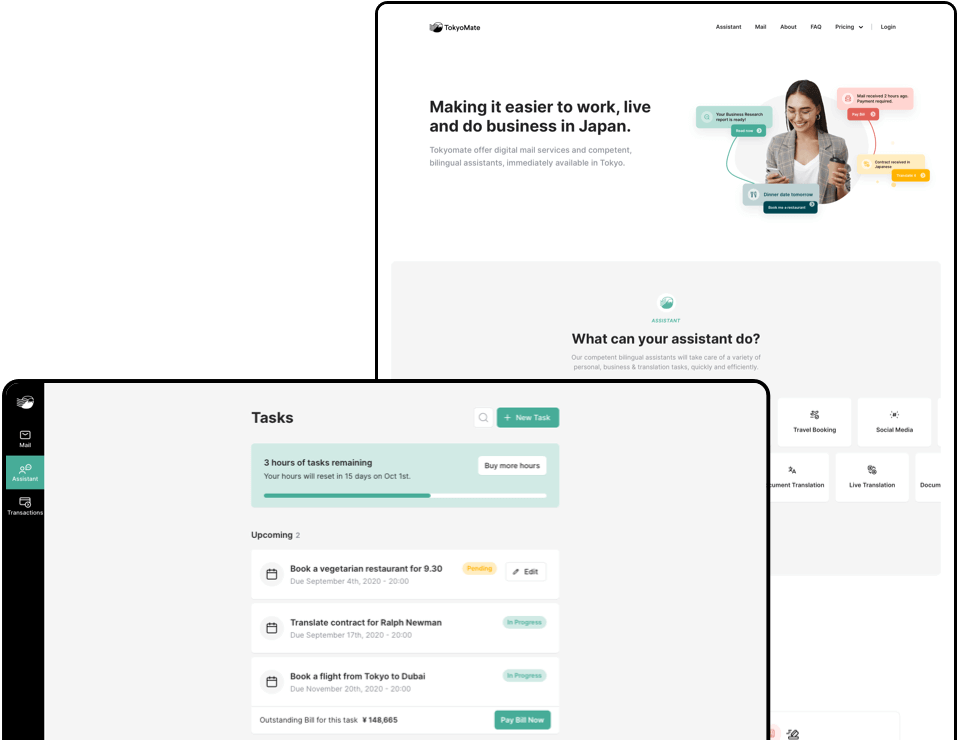 TokyoMate
Assistant
Mail
About
FAQ
Pricing
Login
Making it easier to work, live
and do business in Japan.
Tokyomate offer digital mail services and competent,
bilingual assistants, immediately available in Tokyo.
Your Business Research
report is ready!
Read now
Mail received 2 hours ago.
Payment required.
Pay Bill
Contract received in
Japanese
Dinner date tomorrow
Book me a restaurant
ASSISTANT
What can your assistant do?
Our competent bilingual assistants will take care of a variety of
personal, business & translation tasks, quickly and efficiently.
Travel Booking
Social Media
cument Translation
Live Translation
Docum
Mail
Assistant
Transactions
Tasks
New Task
3 hours of tasks remaining
Your hours will reset in 15 days on Oct 1st.
Buy more hours
Upcoming 2
Book a vegetarian restaurant for 9.30
Due September 4th, 2020 - 20:00
Pending
Edit
Translate contract for Ralph Newman
Due September 17th, 2020 - 20:00
In Progress
Book a flight from Tokyo to Dubai
Due November 20th, 2020 - 20:00
In Progress
Outstanding Bill for this task ¥ 148,665
Pay Bill Now